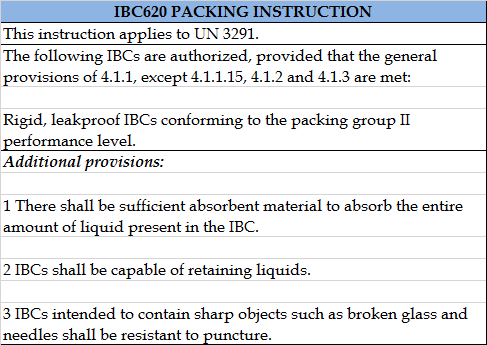 IBC620 PACKING INSTRUCTION
This instruction applies to UN 3291.
The following IBCs are authorized, provided that the general
provisions of 4.1.1, except 4.1.1.15, 4.1.2 and 4.1.3 are met:
Rigid, leakproof IBCs conforming to the packing group II
performance level.
Additional provisions:
1 There shall be sufficient absorbent material to absorb the entire
amount of liquid present in the IBC.
2 IBCs shall be capable of retaining liquids.
3 IBCs intended to contain sharp objects such as broken glass and
needles shall be resistant to puncture.